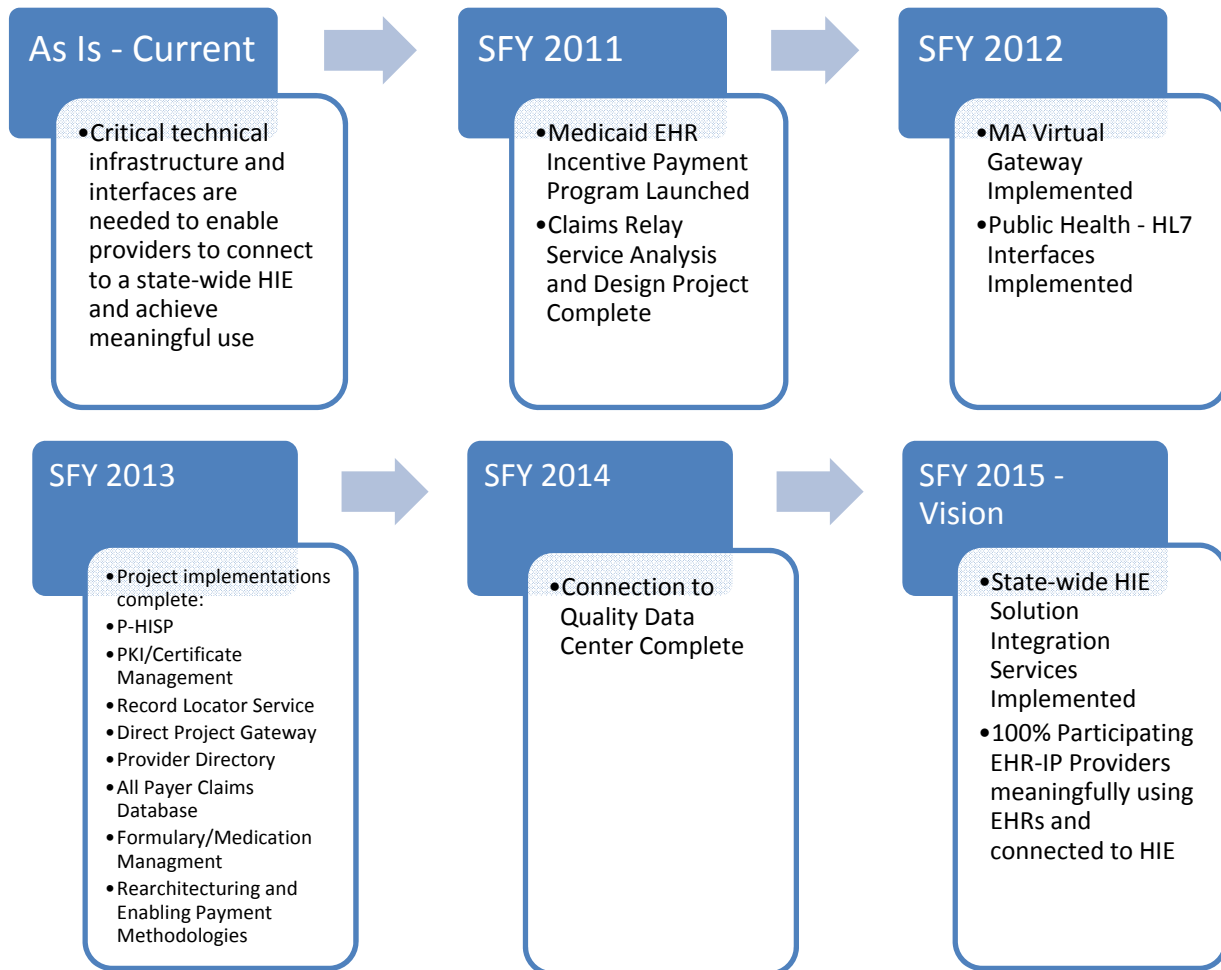 As Is - Current
•Critical technical
infrastructure and
interfaces are
needed to enable
providers to connect
to a state-wide HIE
and achieve
meaningful use
SFY 2011
•Medicaid EHR
Incentive Payment
Program Launched
•Claims Relay
Service Analysis
and Design Project
Complete
SFY 2012
•MA Virtual
Gateway
Implemented
•Public Health - HL7
Interfaces
Implemented
SFY 2013
•Project implementations
complete:
•P-HISP
•PKI/Certificate
Management
•Record Locator Service
•Direct Project Gateway
•Provider Directory
•All Payer Claims
Database
•Formulary/Medication
Managment
•Rearchitecturing and
Enabling Payment
Methodologies
SFY 2014
•Connection to
Quality Data
Center Complete
SFY 2015 -
Vision
•State-wide HIE
Solution
Integration
Services
Implemented
•100% Participating
EHR-IP Providers
meaningfully using
EHRs and
connected to HIE